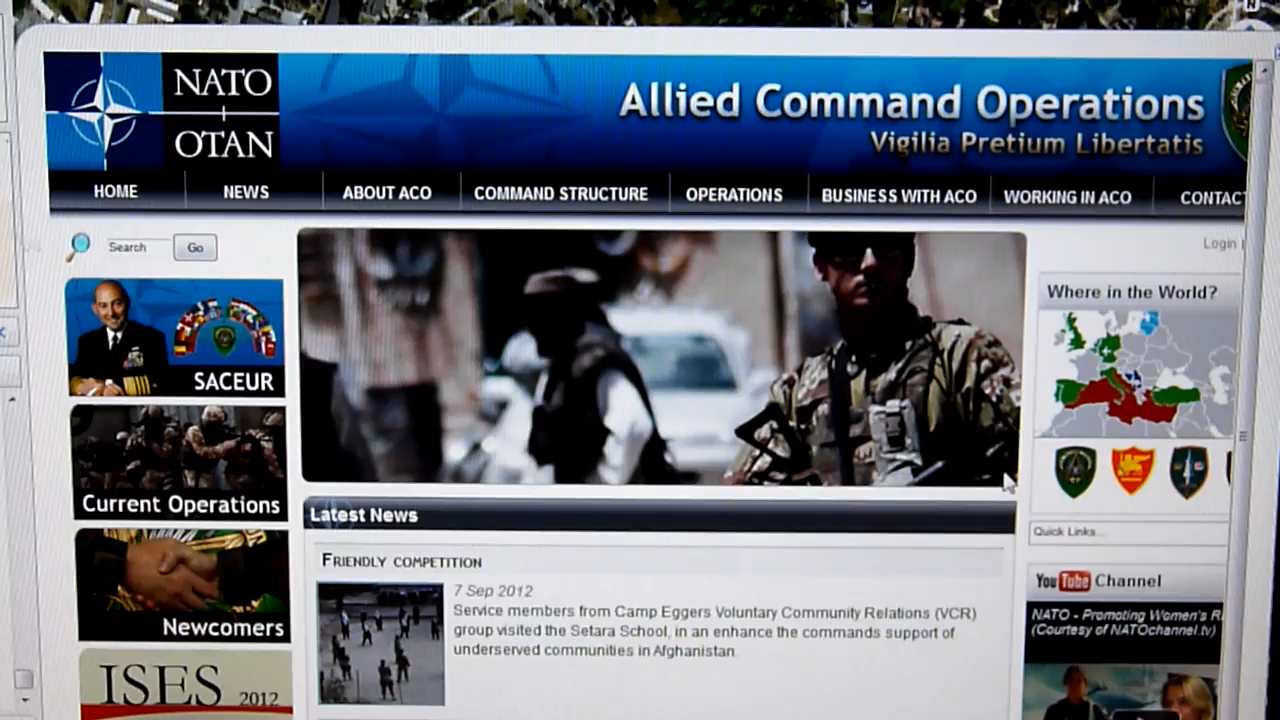 NATO
OTAN
Allied Command Operations
Vigilia Pretium Libertatis
HOME
NEWS
ABOUT ACO
COMMAND STRUCTURE
OPERATIONS
BUSINESS WITH ACO
WORKING IN ACO
CONTACT
Search
Go
Login
Where in the World?
SACEUR
Current Operations
Newcomers
ISES 2012
Latest News
FRIENDLY COMPETITION
7 Sep 2012
Service members from Camp Eggers Voluntary Community Relations (VCR)
group visited the Setara School, in an enhance the commands support of
underserved communities in Afghanistan.
Quick Links...
YouTube Channel
NATO - Promoting Women's R
(Courtesy of NATOchannel.tv)
N